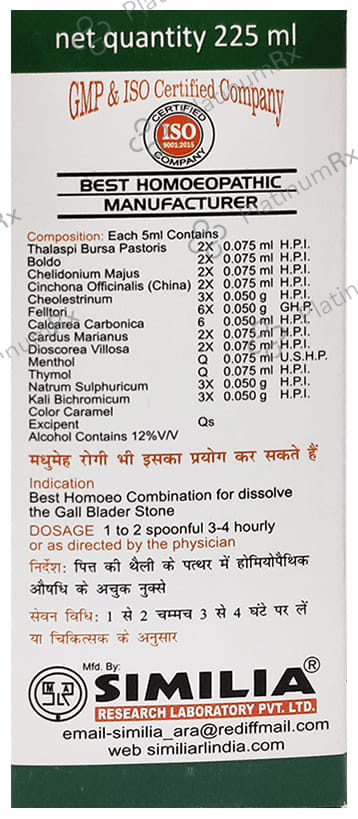 net quantity 225 ml
GMP & ISO Certified Company
CERTIFIED
ISO
9001:2015
COMPANY
BEST HOMOEOPATHIC
MANUFACTURER
Composition: Each 5ml Contains
Thalaspi Bursa Pastoris 2X 0.075 ml H.P.I.
Boldo 2X 0.075 ml H.P.I.
Chelidonium Majus 2X 0.075 ml H.P.I.
Cinchona Officinalis (China) 2X 0.075 ml H.P.I.
Cheolestrinum 3X 0.050 g H.P.I.
Felltori 6X 0.050 g GH.P.
Calcarea Carbonica 6 0.050 ml H.P.I.
Cardus Marianus 2X 0.075 ml H.P.I.
Dioscorea Villosa 2X 0.075 ml H.P.I.
Menthol Q 0.075 ml U.S.H.P.
Thymol Q 0.075 ml H.P.I.
Natrum Sulphuricum 3X 0.050 g H.P.I.
Kali Bichromicum 3X 0.050 g H.P.I.
Color Caramel
Excipent Qs
Alcohol Contains 12%V/V
मधुमेह रोगी भी इसका प्रयोग कर सकते हैं
Indication
Best Homoeo Combination for dissolve
the Gall Blader Stone
DOSAGE 1 to 2 spoonful 3-4 hourly
or as directed by the physician
निर्देश: पित्त की थैली के पत्थर में होमियोपैथिक
औषधि के अचुक नुक्से
सेवन विधि: 1 से 2 चम्मच 3 से 4 घंटे पर लें
या चिकित्सक के अनुसार
Mfd. By:
SIMILIA®
RESEARCH LABORATORY PVT. LTD.
email-similia_ara@rediffmail.com
web similiarlindia.com
PlatinumRx